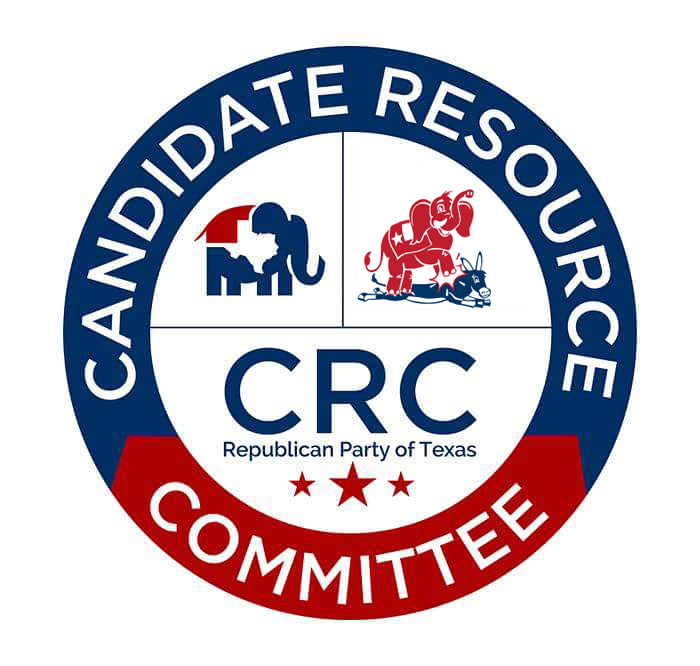 CANDIDATE RESOURCE
CRC
Republican Party of Texas
COMMITTEE